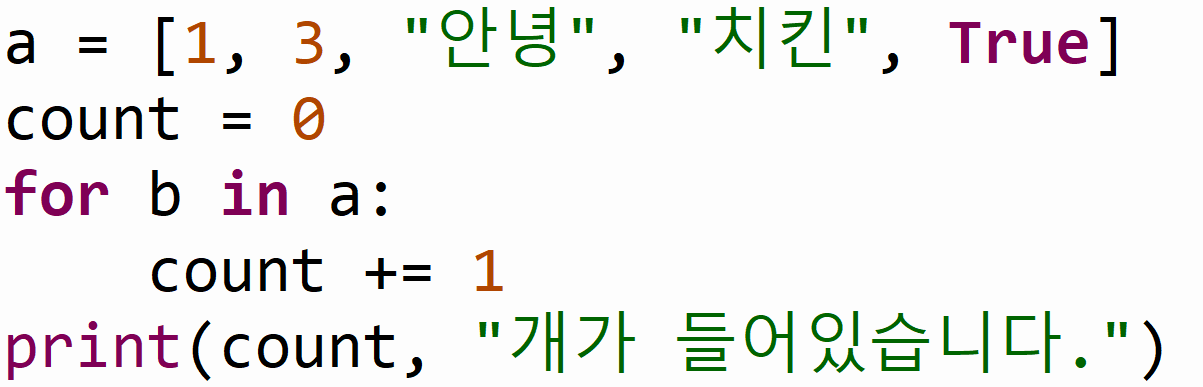 a = [1, 3, "안녕", "치킨", True]
count = 0
for b in a:
    count += 1
print(count, "개가 들어있습니다.")